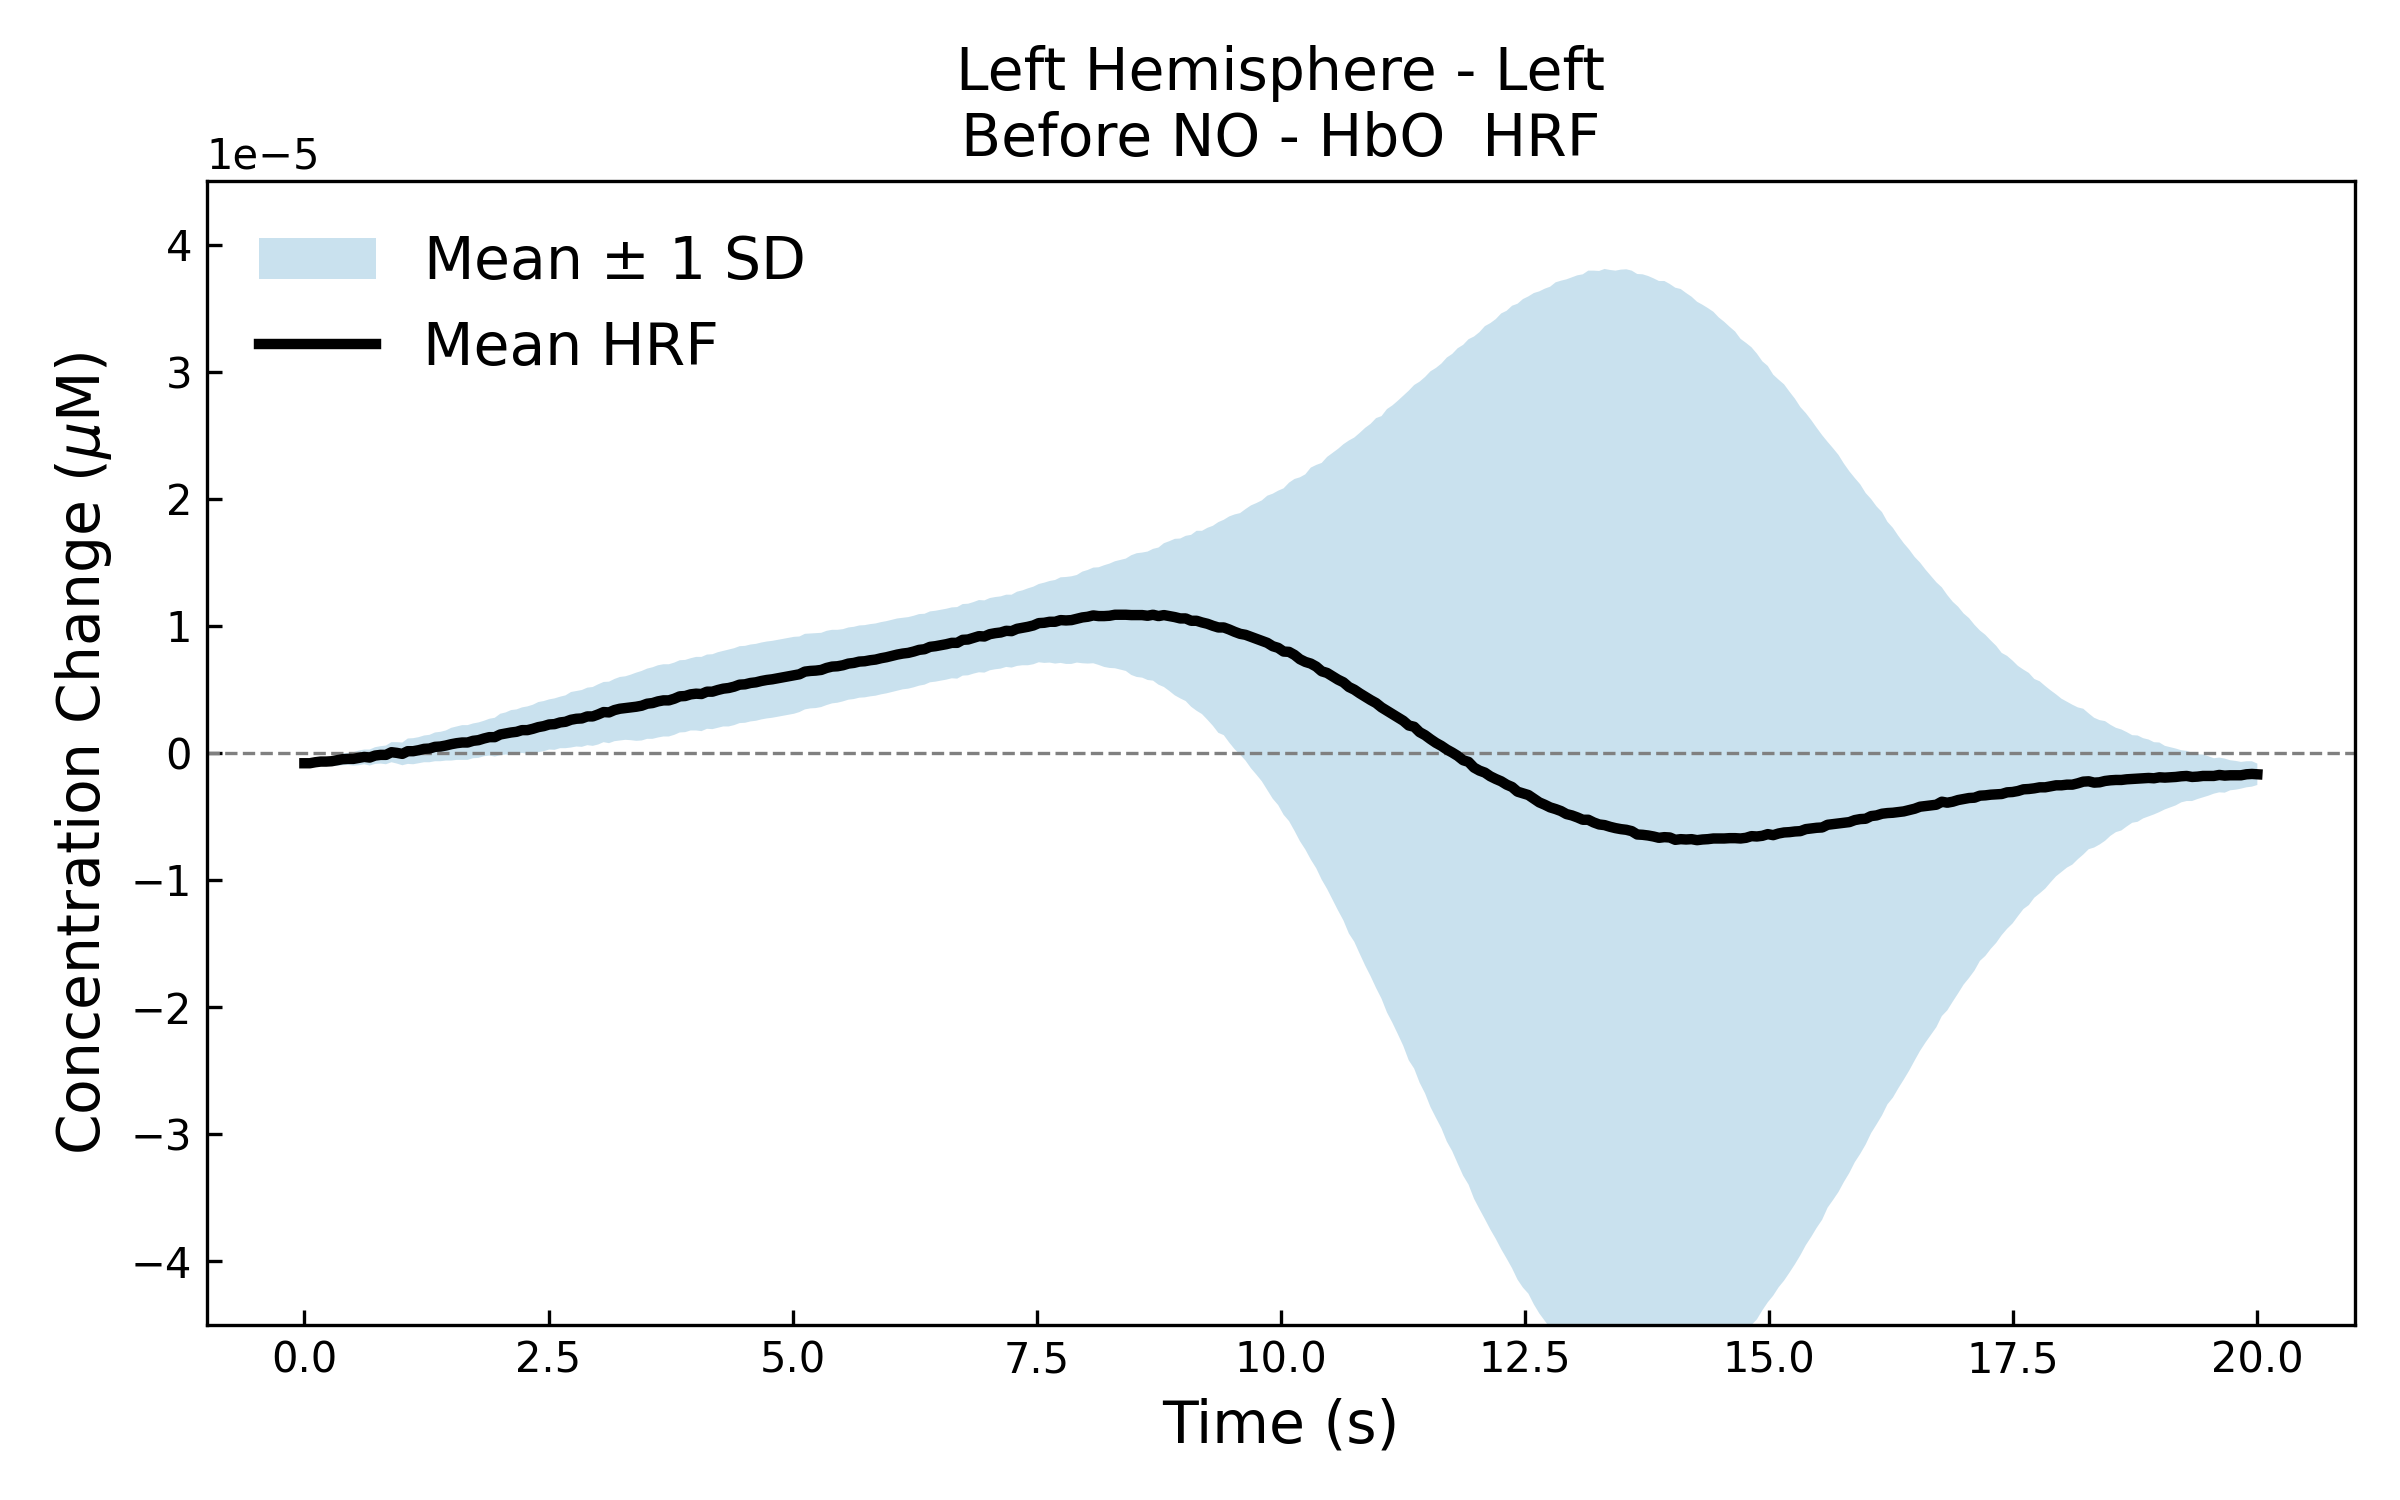 Left Hemisphere - Left
Before NO - HbO  HRF
1e−5
Mean ± 1 SD
Mean HRF
Concentration Change (μM)
4
3
2
1
0
−1
−2
−3
−4
0.0 2.5 5.0 7.5 10.0 12.5 15.0 17.5 20.0
Time (s)